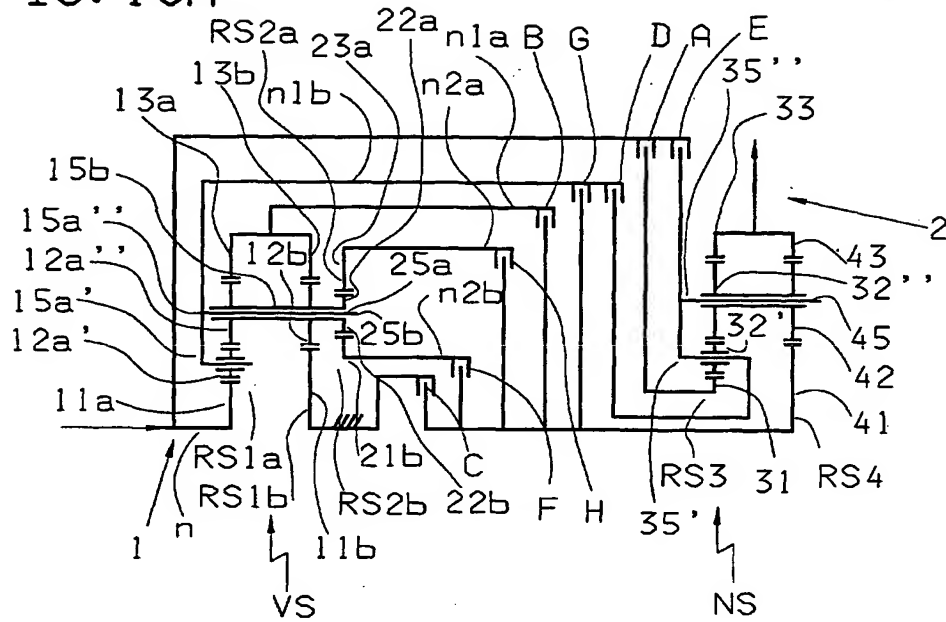 RS2a 22a n1a B G D A E
23a
13b n1b n2a 35''
13a 33
15b
15a'' 2
12a'' 12b 43
15a' 25a n2b 32''
12a' 25b 32' 45
42
11a 41
RS1a 21b C RS3 31 RS4
n RS1b RS2b 22b F H 35'
1 11b
VS NS